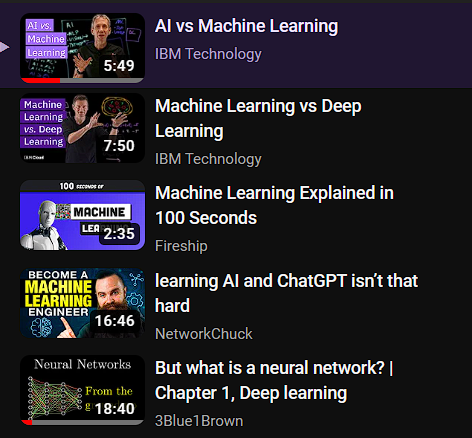 AI vs.
Machine
Learning
5:49
AI vs Machine Learning
IBM Technology
Machine
Learning
vs. Deep
Learning
7:50
Machine Learning vs Deep
Learning
IBM Technology
100 SECONDS OF
MACHINE
2:35
Machine Learning Explained in
100 Seconds
Fireship
BECOME A
MACHINE
LEARNING
ENGINEER
16:46
learning AI and ChatGPT isn't that
hard
NetworkChuck
Neural Networks
From the
18:40
But what is a neural network? |
Chapter 1, Deep learning
3Blue1Brown